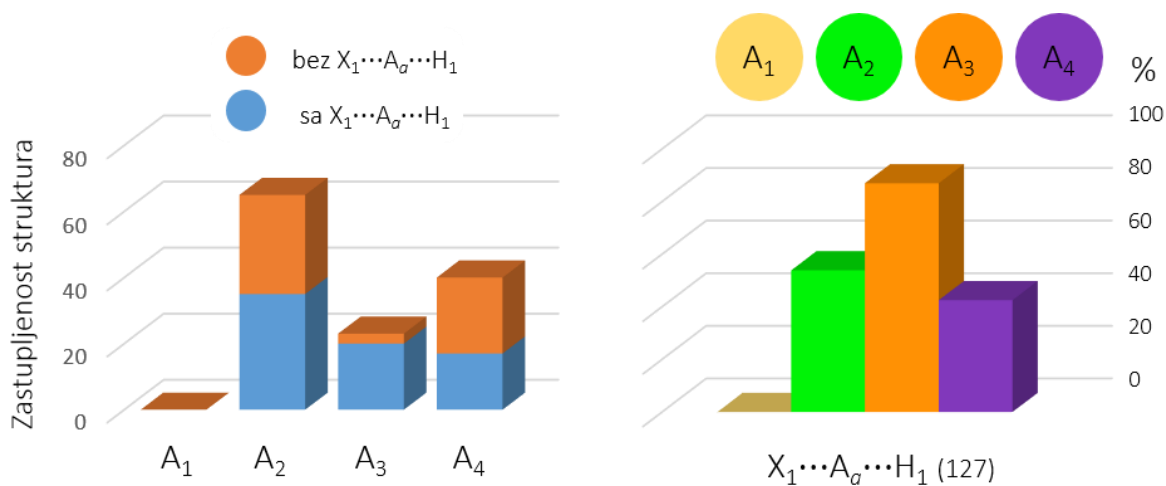 bez X₁···Aₐ···H₁
sa X₁···Aₐ···H₁
Zastupljenost struktura
80
60
40
20
0
A₁ A₂ A₃ A₄
A₁ A₂ A₃ A₄
%
100
80
60
40
20
0
X₁···Aₐ···H₁ (127)